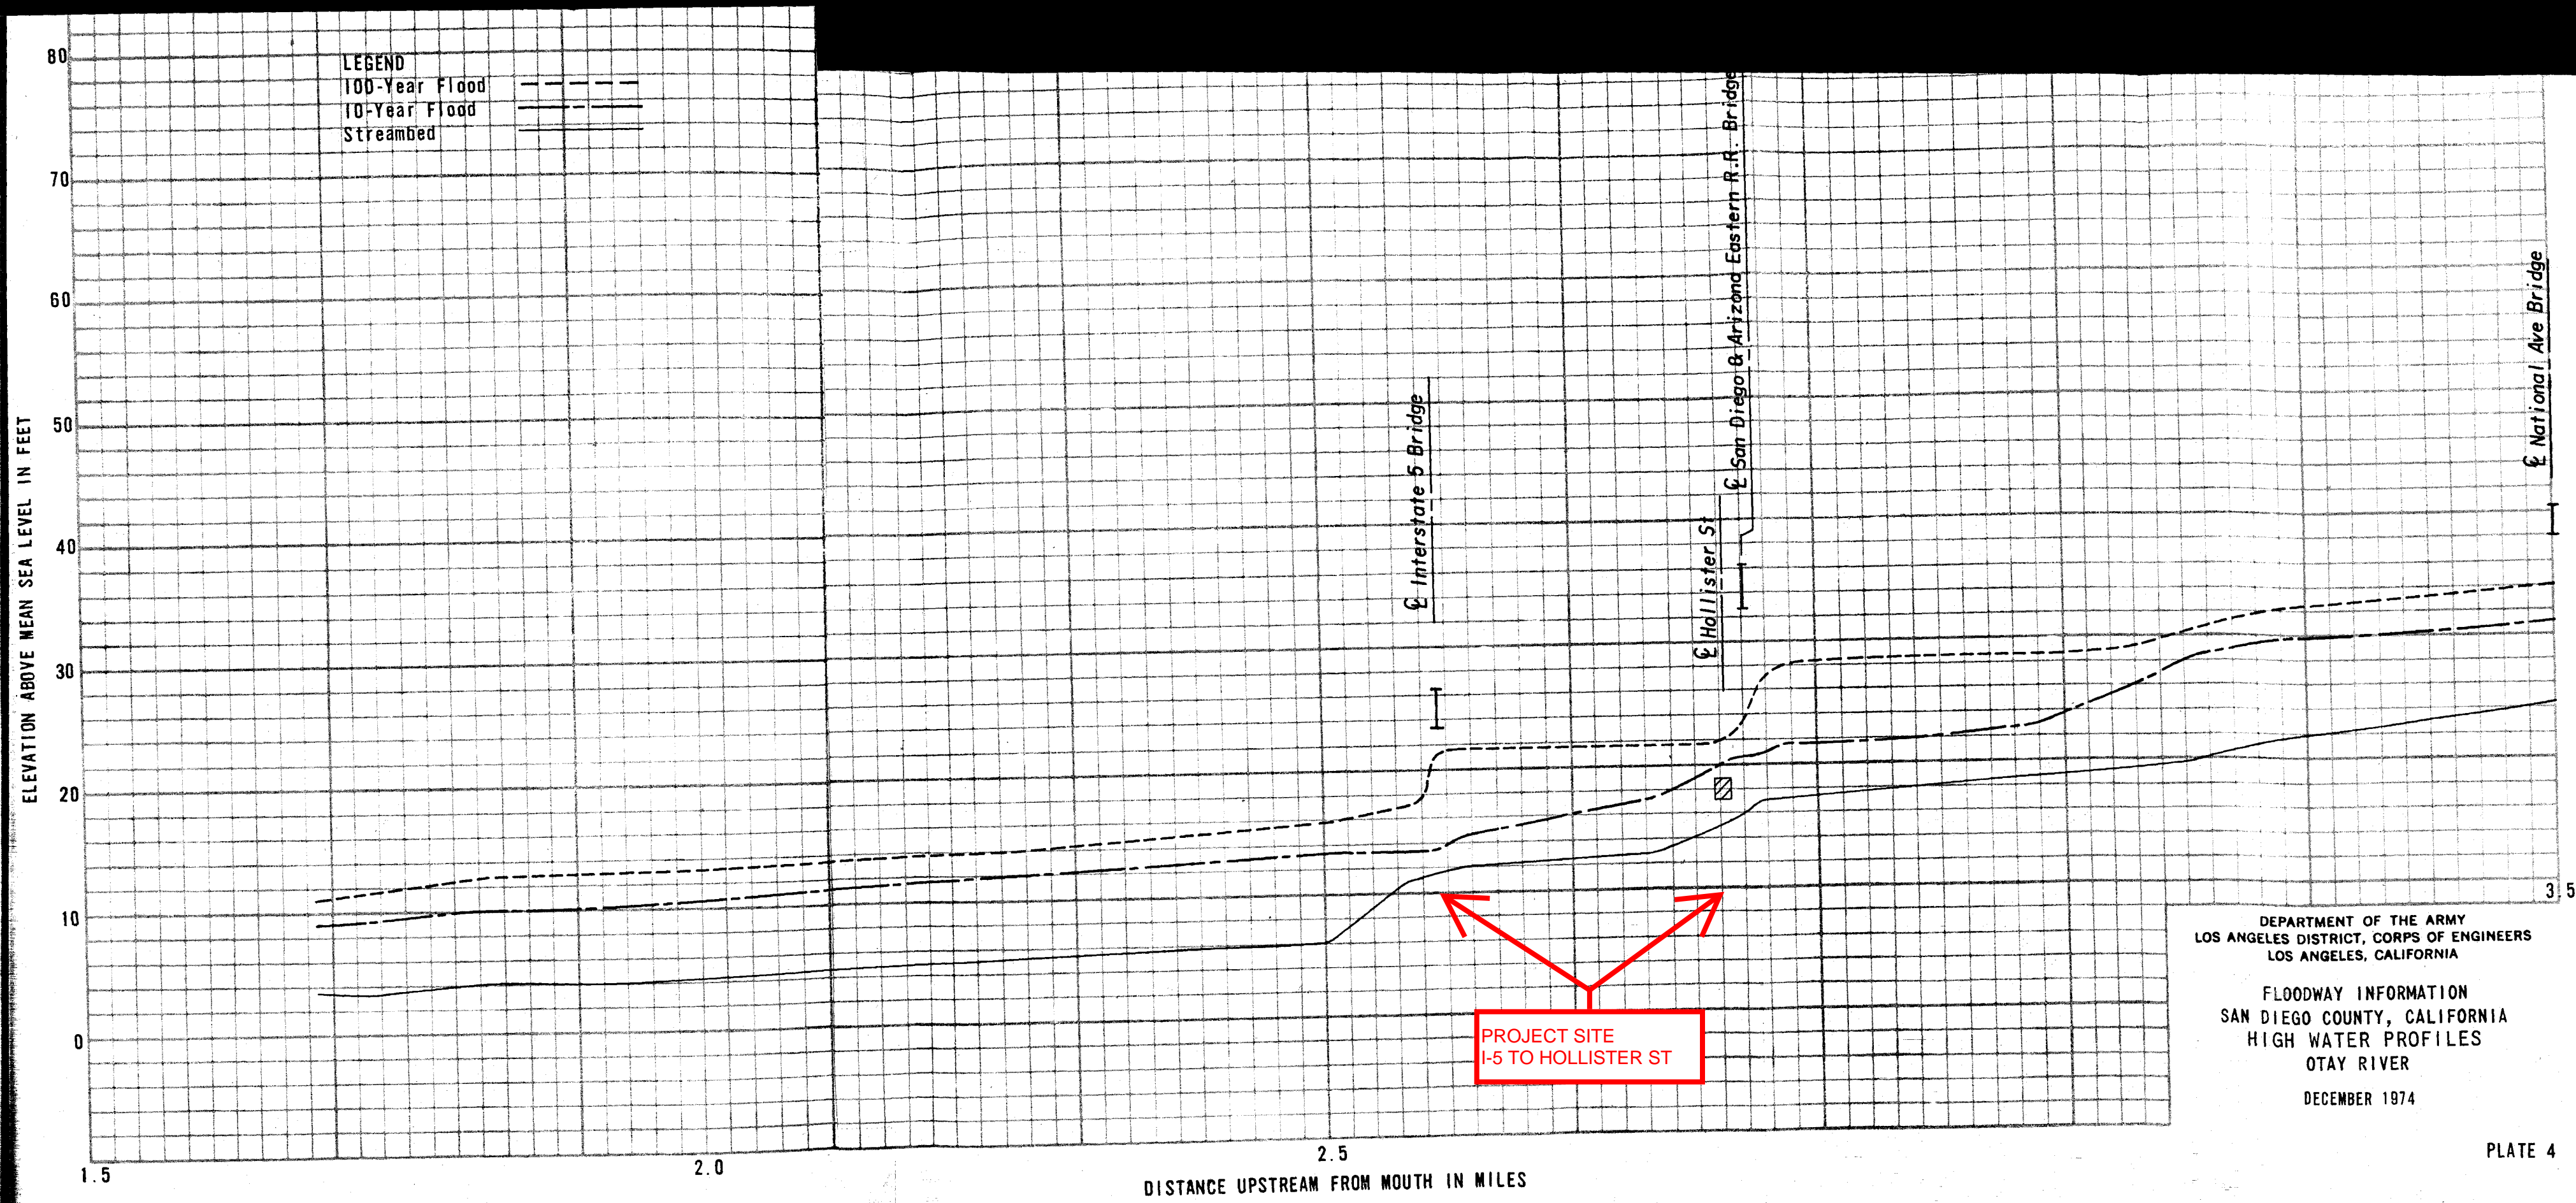 LEGEND
100-Year Flood
10-Year Flood
Streambed
80
70
60
50
40
30
20
10
0
ELEVATION ABOVE MEAN SEA LEVEL IN FEET
℄ Interstate 5 Bridge
℄ Hollister St
℄ San Diego & Arizona Eastern R.R. Bridge
℄ National Ave Bridge
PROJECT SITE
I-5 TO HOLLISTER ST
1.5
2.0
2.5
3.5
DISTANCE UPSTREAM FROM MOUTH IN MILES
DEPARTMENT OF THE ARMY
LOS ANGELES DISTRICT, CORPS OF ENGINEERS
LOS ANGELES, CALIFORNIA
FLOODWAY INFORMATION
SAN DIEGO COUNTY, CALIFORNIA
HIGH WATER PROFILES
OTAY RIVER
DECEMBER 1974
PLATE 4